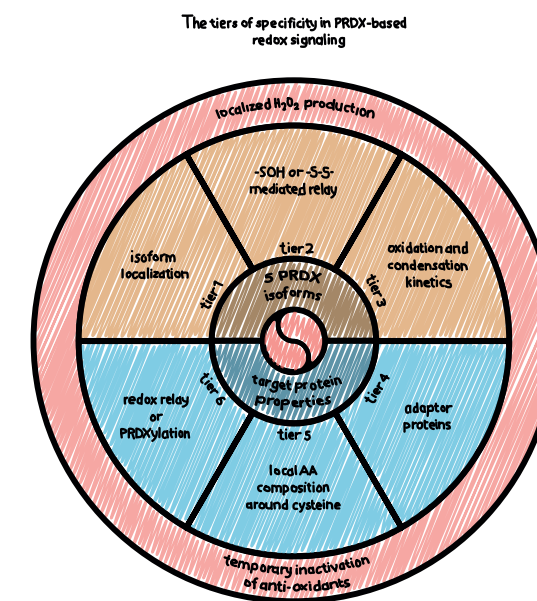 The tiers of specificity in PRDX-based
redox signaling
localized H₂O₂ production
-SOH or -S-S-
mediated relay
tier 2
isoform
localization
tier 1
oxidation and
condensation
kinetics
tier 3
5 PRDX
isoforms
target protein
properties
redox relay
or
PRDXylation
tier 6
adaptor
proteins
tier 4
tier 5
local AA
composition
around cysteine
temporary inactivation
of anti-oxidants